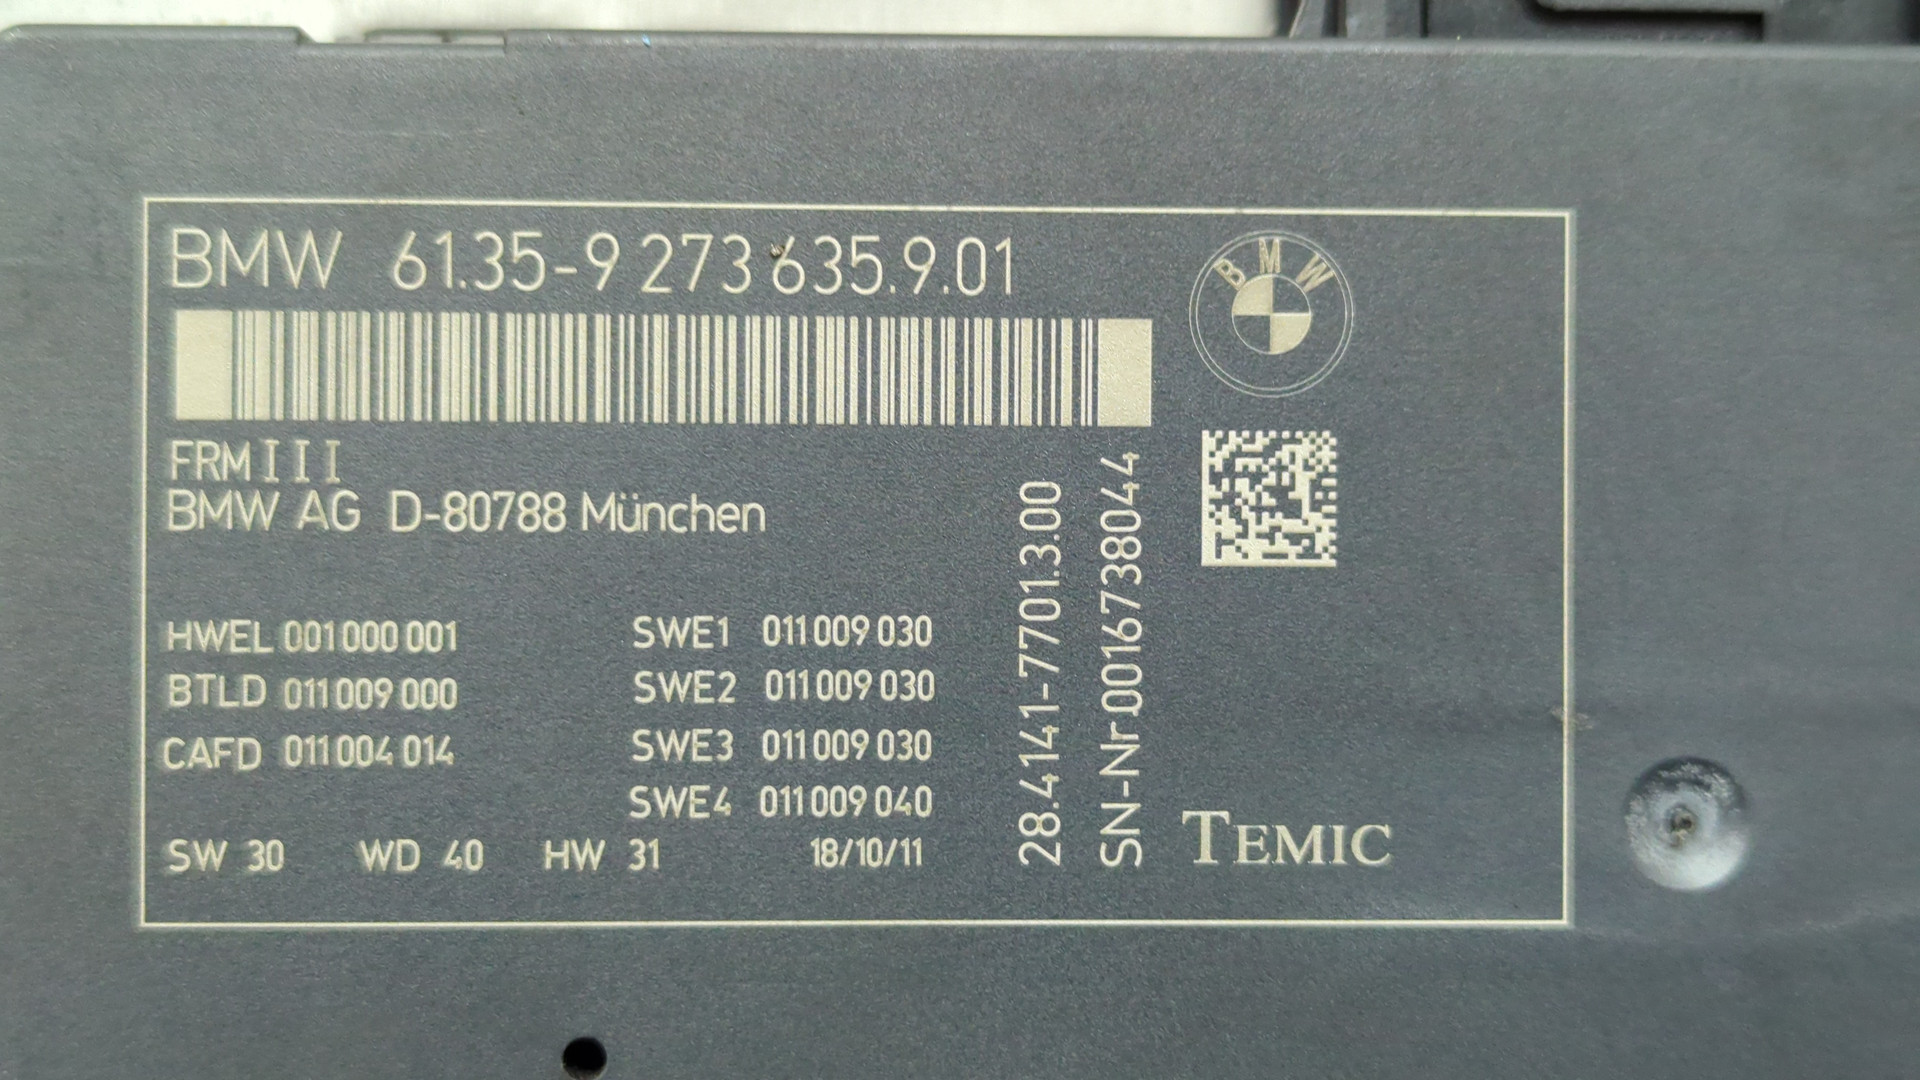 BMW 61.35-9 273 635.9.01
BMW
FRM III
BMW AG D-80788 München
HWEL 001 000 001
BTLD 011 009 000
CAFD 011 004 014
SWE1 011 009 030
SWE2 011 009 030
SWE3 011 009 030
SWE4 011 009 040
SW 30 WD 40 HW 31 18/10/11
28.4141-7701.3.00
SN-Nr.0016738044
TEMIC